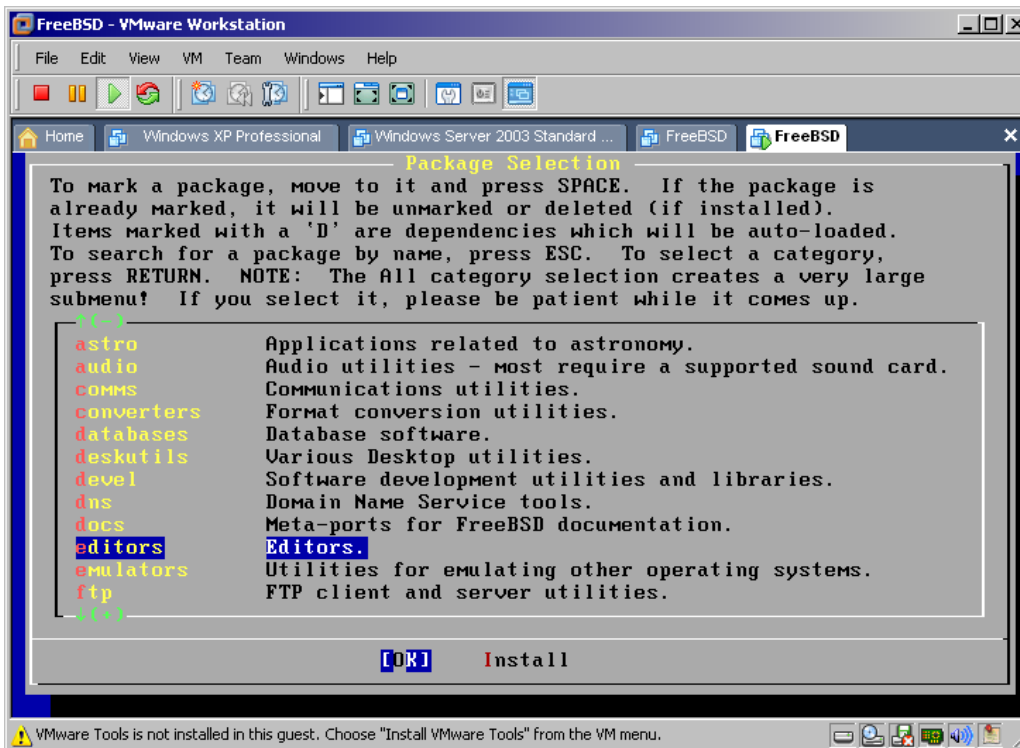 FreeBSD - VMware Workstation
File Edit View VM Team Windows Help
Home Windows XP Professional Windows Server 2003 Standard ... FreeBSD FreeBSD
Package Selection
To mark a package, move to it and press SPACE. If the package is
already marked, it will be unmarked or deleted (if installed).
Items marked with a 'D' are dependencies which will be auto-loaded.
To search for a package by name, press ESC. To select a category,
press RETURN. NOTE: The All category selection creates a very large
submenu! If you select it, please be patient while it comes up.
↑(-)
astro Applications related to astronomy.
audio Audio utilities - most require a supported sound card.
comms Communications utilities.
converters Format conversion utilities.
databases Database software.
deskutils Various Desktop utilities.
devel Software development utilities and libraries.
dns Domain Name Service tools.
docs Meta-ports for FreeBSD documentation.
editors Editors.
emulators Utilities for emulating other operating systems.
ftp FTP client and server utilities.
↓(+)
[OK] Install
VMware Tools is not installed in this guest. Choose "Install VMware Tools" from the VM menu.